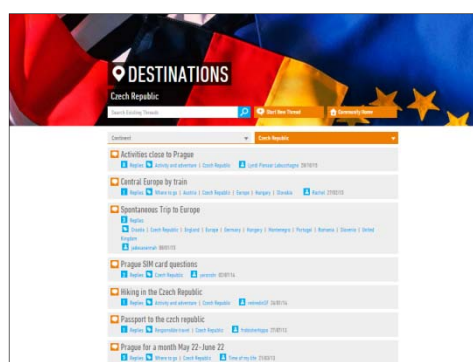 DESTINATIONS
Czech Republic
Search Existing Threads
Start New Thread
Community Home
Continent
Czech Republic
Activities close to Prague
Replies Activity and adventure | Czech Republic
Central Europe by train
Replies Where to go | Austria | Czech Republic | Europe | Hungary | Slovakia Rachel
Spontaneous Trip to Europe
Replies
Croatia | Czech Republic | England | Europe | Germany | Hungary | Montenegro | Portugal | Romania | Slovenia | United
Kingdom
Prague SIM card questions
Replies Czech Republic
Hiking in the Czech Republic
Replies Activity and adventure | Czech Republic
Passport to the czch republic
Replies Responsible travel | Czech Republic
Prague for a month May 22-June 22
Replies Where to go | Czech Republic Time of my life